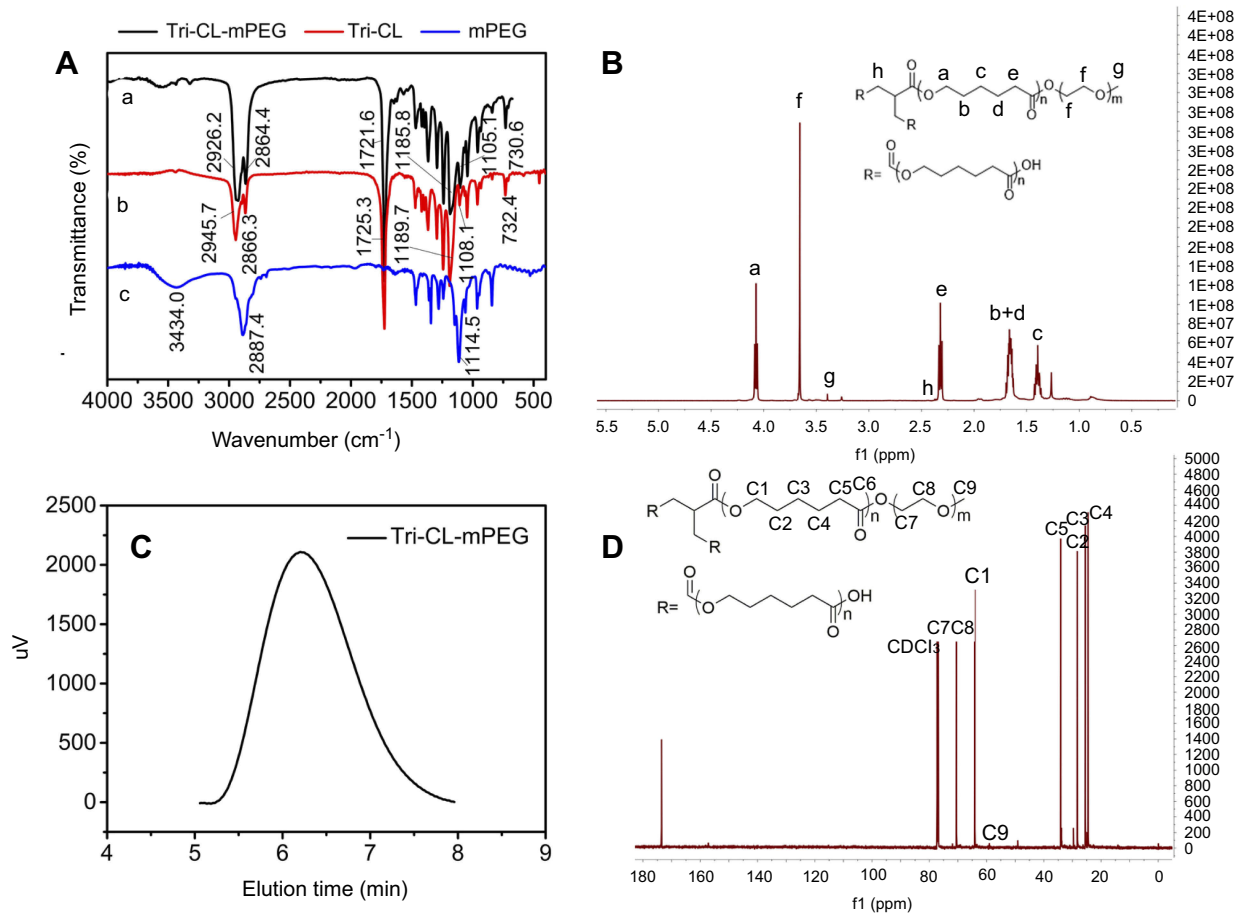 Tri-CL-mPEG Tri-CL mPEG
A
a
b
c
2926.2
2864.4
1721.6
1185.8
1105.1
730.6
2945.7
2866.3
1725.3
1189.7
1108.1
732.4
3434.0
2887.4
1114.5
Transmittance (%)
4000 3500 3000 2500 2000 1500 1000 500
Wavenumber (cm⁻¹)
B
h
a
c
e
f
g
O
O
O
O
R
n
m
b
d
O
f
R
O
R=
O
n
OH
O
f
a
e
b+d
c
g
h
4E+08
4E+08
4E+08
3E+08
3E+08
3E+08
3E+08
3E+08
2E+08
2E+08
2E+08
2E+08
2E+08
1E+08
1E+08
1E+08
8E+07
6E+07
4E+07
2E+07
0
5.5 5.0 4.5 4.0 3.5 3.0 2.5 2.0 1.5 1.0 0.5
f1 (ppm)
C
Tri-CL-mPEG
2500
2000
1500
1000
500
0
uV
4 5 6 7 8 9
Elution time (min)
D
O
C1
C3
C5
C6
C8
C9
O
O
O
R
n
m
C2
C4
O
C7
R
O
R=
O
n
OH
O
CDCl₃
C7
C8
C1
C9
C5
C3
C2
C4
5000
4800
4600
4400
4200
4000
3800
3600
3400
3200
3000
2800
2600
2400
2200
2000
1800
1600
1400
1200
1000
800
600
400
200
0
180 160 140 120 100 80 60 40 20 0
f1 (ppm)